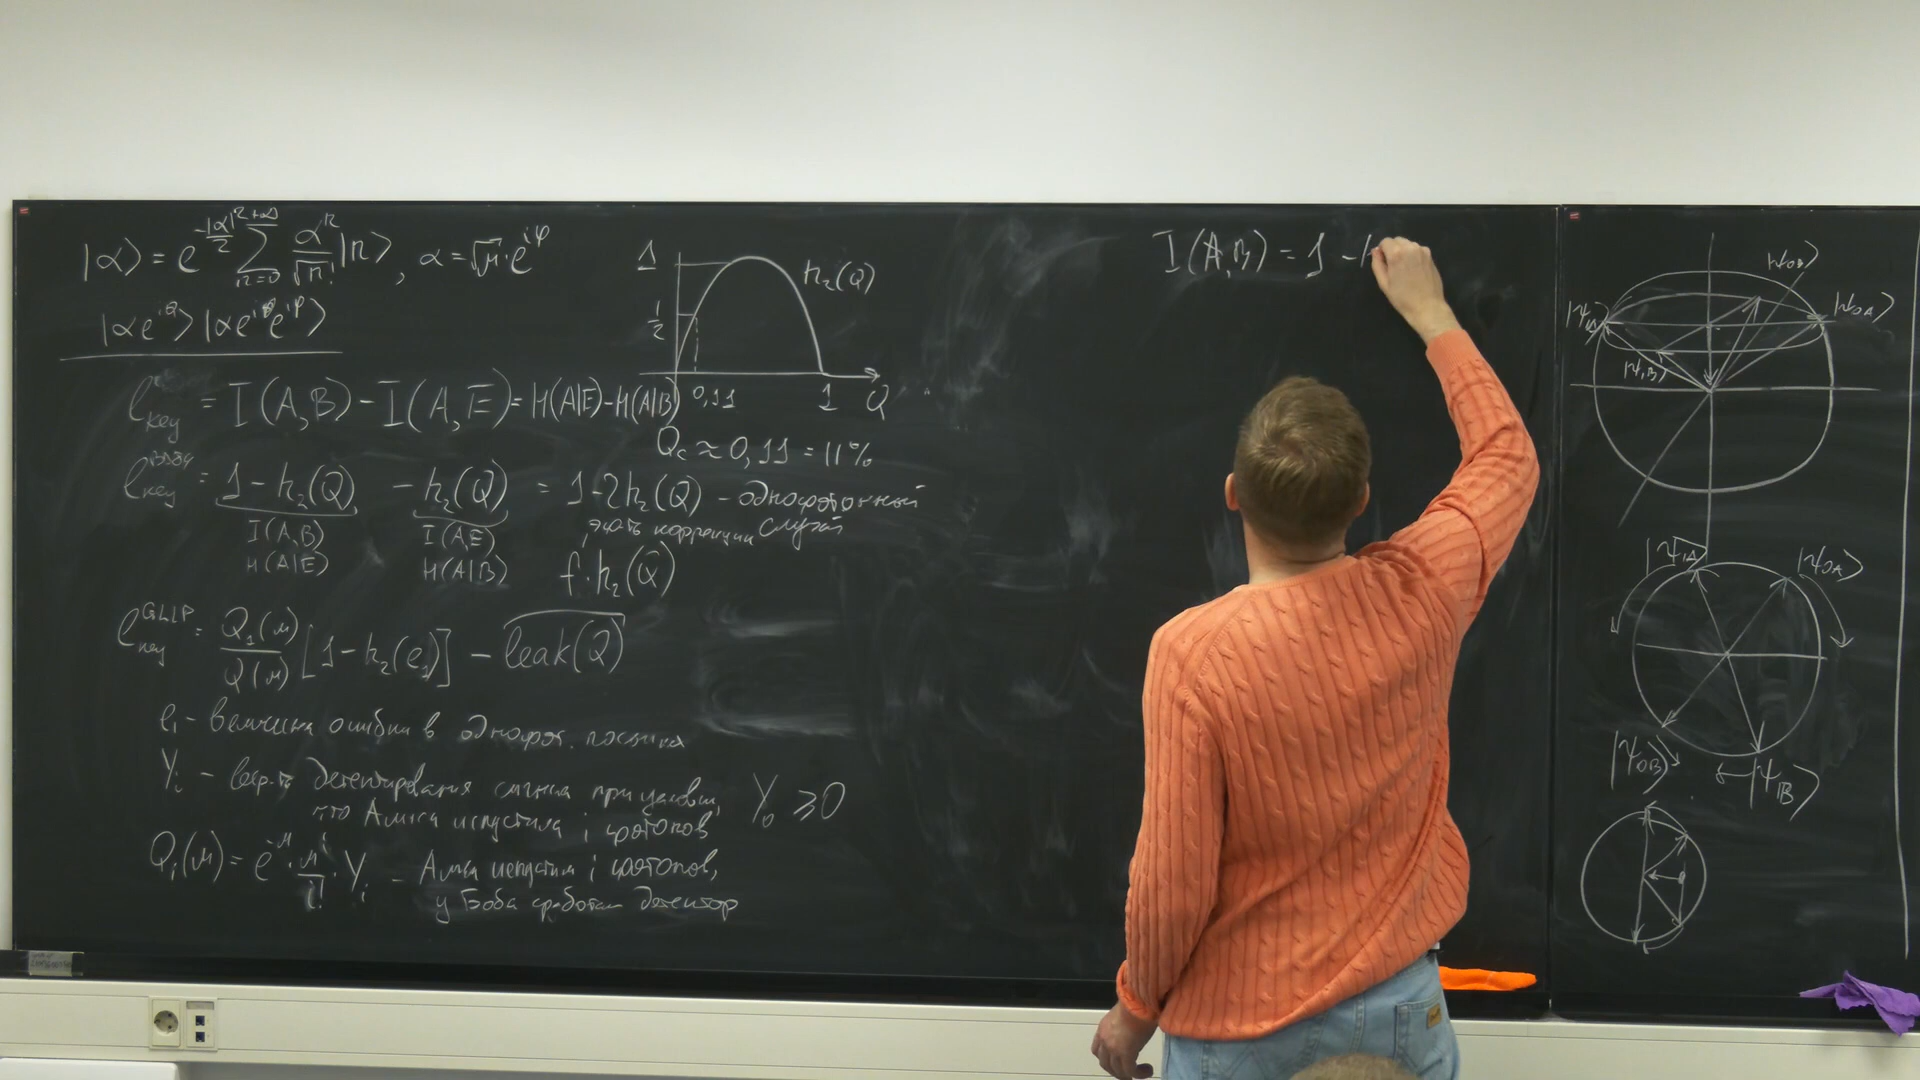 |α⟩ = e^{-|α|²/2} Σ_{n=0}^{+∞} α^n/√n! |n⟩, α = √μ·e^{iφ}
|αe^{iθ}⟩|αe^{iθ}e^{iφ}⟩
ℓ_key = I(A,B) - I(A,E) = H(A|E) - H(A|B)
1
1/2
h₂(Q)
0,11 1 Q
Q_c ≈ 0,11 = 11%
ℓ_key^{BB84} = 1 - h₂(Q) - h₂(Q) = 1 - 2h₂(Q) - однофотонный
случай
I(A,B) I(A,E)
H(A|E) H(A|B)
коррекции
f·h₂(Q)
ℓ_key^{GLLP} = Q₁(μ)/Q(μ) [1 - h₂(e₁)] - leak(Q)
e₁ - величина ошибки в однофот. посылках
Y_i - вер-ть детектирования сигнала при условии,
что Алиса испустила i фотонов
Y₀ ⩾ 0
Q_i(μ) = e^{-μ}·μ^i/i!·Y_i - Алиса испустила i фотонов,
у Боба сработал детектор
I(A,B) = 1 - h
|ψ₀B⟩
|ψ₁A⟩ |ψ₀A⟩
|ψ₁B⟩
|ψ₁A⟩ |ψ₀A⟩
|ψ₀B⟩ |ψ₁B⟩